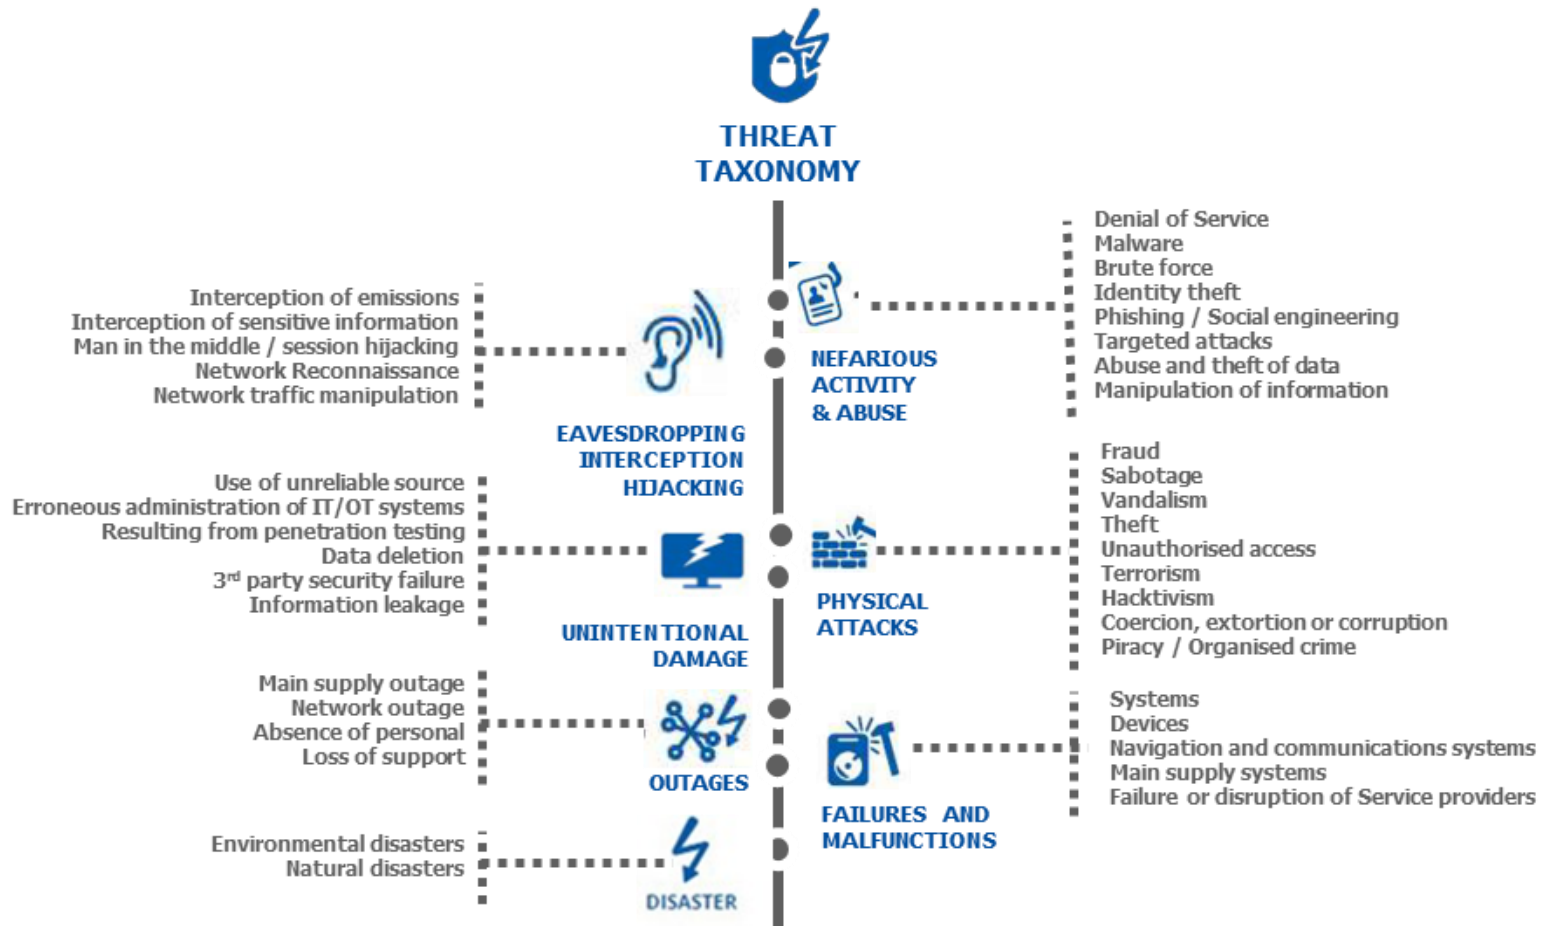 THREAT
TAXONOMY
Denial of Service
Malware
Brute force
Identity theft
Phishing / Social engineering
Targeted attacks
Abuse and theft of data
Manipulation of information
NEFARIOUS
ACTIVITY
& ABUSE
Interception of emissions
Interception of sensitive information
Man in the middle / session hijacking
Network Reconnaissance
Network traffic manipulation
EAVESDROPPING
INTERCEPTION
HIJACKING
Fraud
Sabotage
Vandalism
Theft
Unauthorised access
Terrorism
Hacktivism
Coercion, extortion or corruption
Piracy / Organised crime
PHYSICAL
ATTACKS
Use of unreliable source
Erroneous administration of IT/OT systems
Resulting from penetration testing
Data deletion
3rd party security failure
Information leakage
UNINTENTIONAL
DAMAGE
Main supply outage
Network outage
Absence of personal
Loss of support
OUTAGES
Systems
Devices
Navigation and communications systems
Main supply systems
Failure or disruption of Service providers
FAILURES AND
MALFUNCTIONS
Environmental disasters
Natural disasters
DISASTER